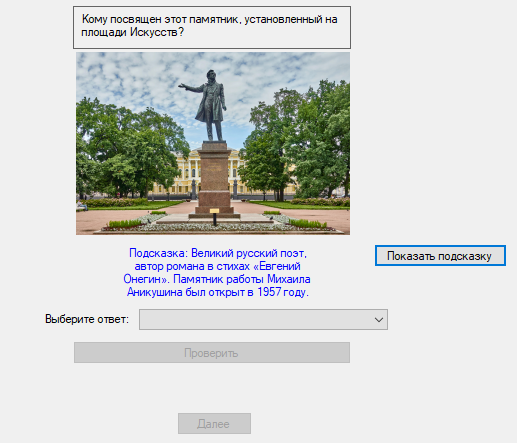 Кому посвящен этот памятник, установленный на
площади Искусств?
Подсказка: Великий русский поэт,
автор романа в стихах «Евгений
Онегин». Памятник работы Михаила
Аникушина был открыт в 1957 году.
Показать подсказку
Выберите ответ:
Проверить
Далее